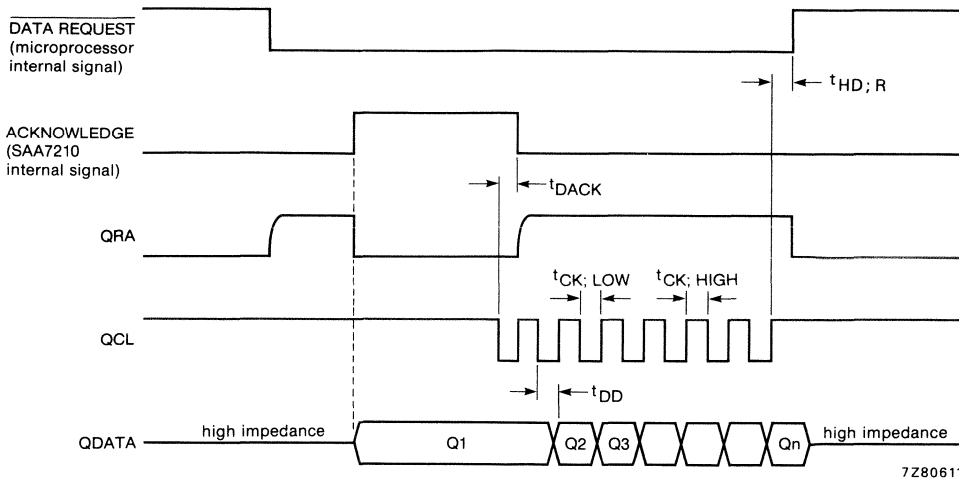 DATA REQUEST
(microprocessor
internal signal)
tHD; R
ACKNOWLEDGE
(SAA7210
internal signal)
tDACK
QRA
tCK; LOW
tCK; HIGH
QCL
tDD
QDATA
high impedance
Q1
Q2
Q3
Qn
high impedance
7Z80611